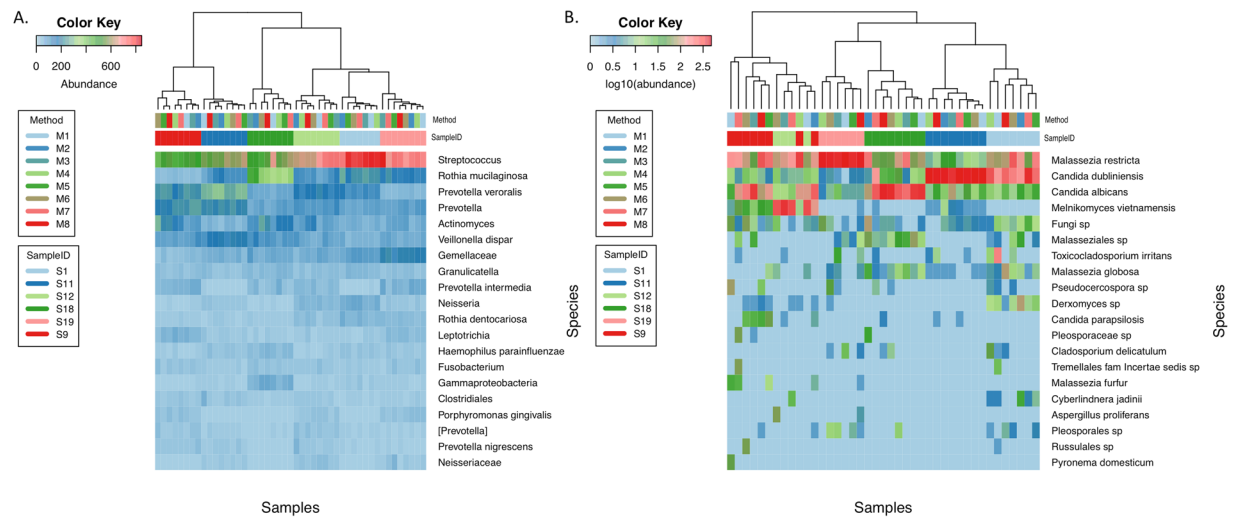 A.
Color Key
0 200 600
Abundance
Method
M1
M2
M3
M4
M5
M6
M7
M8
SampleID
S1
S11
S12
S18
S19
S9
Method
SampleID
Streptococcus
Rothia mucilaginosa
Prevotella veroralis
Prevotella
Actinomyces
Veillonella dispar
Gemellaceae
Granulicatella
Prevotella intermedia
Neisseria
Rothia dentocariosa
Leptotrichia
Haemophilus parainfluenzae
Fusobacterium
Gammaproteobacteria
Clostridiales
Porphyromonas gingivalis
[Prevotella]
Prevotella nigrescens
Neisseriaceae
Species
Samples
B.
Color Key
0 0.5 1 1.5 2 2.5
log10(abundance)
Method
M1
M2
M3
M4
M5
M6
M7
M8
SampleID
S1
S11
S12
S18
S19
S9
Method
SampleID
Malassezia restricta
Candida dubliniensis
Candida albicans
Melnikomyces vietnamensis
Fungi sp
Malasseziales sp
Toxicocladosporium irritans
Malassezia globosa
Pseudocercospora sp
Derxomyces sp
Candida parapsilosis
Pleosporaceae sp
Cladosporium delicatulum
Tremellales fam Incertae sedis sp
Malassezia furfur
Cyberlindnera jadinii
Aspergillus proliferans
Pleosporales sp
Russulales sp
Pyronema domesticum
Species
Samples